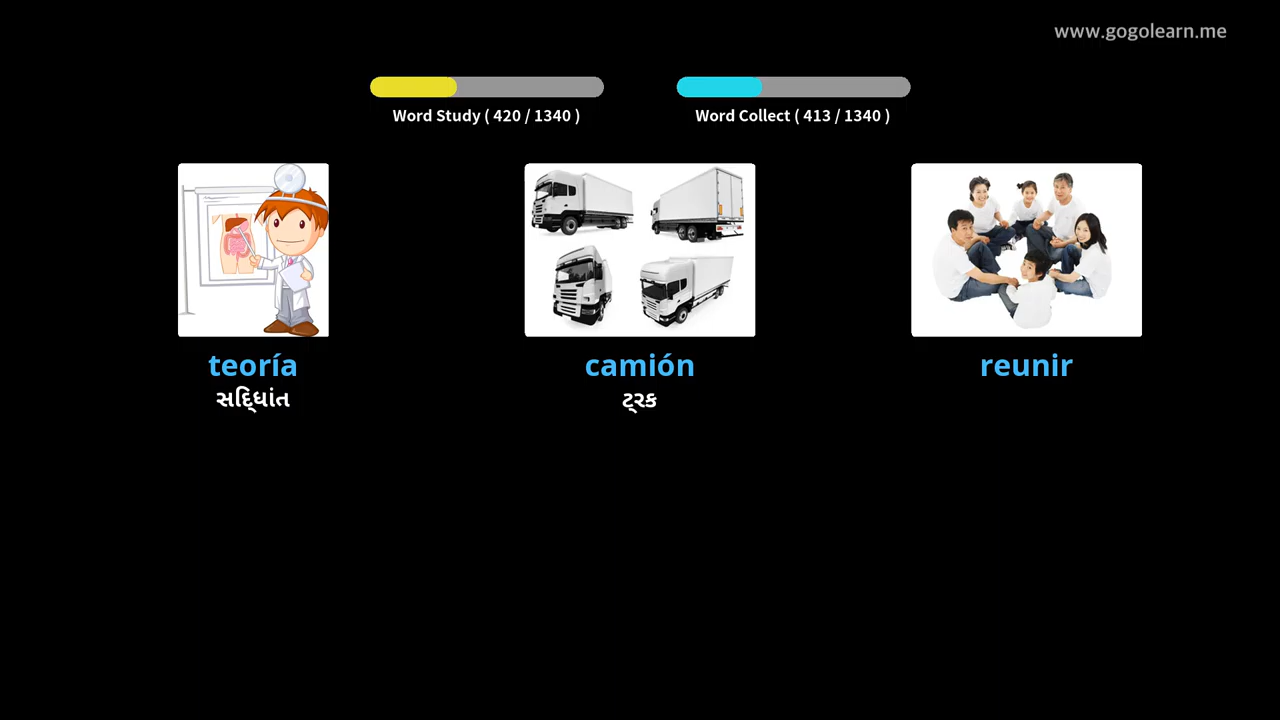 www.gogolearn.me
Word Study ( 420 / 1340 )
Word Collect ( 413 / 1340 )
teoría
સદ્િધાંત
camión
ટ્રક
reunir